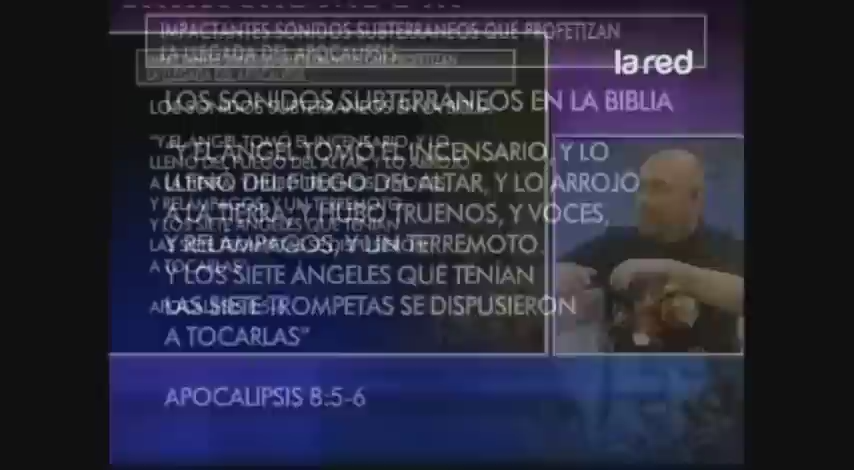 IMPACTANTES SONIDOS SUBTERRÁNEOS QUE PROFETIZAN
LA LLEGADA DEL APOCALIPSIS
la red
LOS SONIDOS SUBTERRÁNEOS EN LA BIBLIA
"Y EL ÁNGEL TOMÓ EL INCENSARIO, Y LO
LLENÓ DEL FUEGO DEL ALTAR, Y LO ARROJÓ
A LA TIERRA; Y HUBO TRUENOS, Y VOCES,
Y RELÁMPAGOS, Y UN TERREMOTO.
Y LOS SIETE ÁNGELES QUE TENÍAN
LAS SIETE TROMPETAS SE DISPUSIERON
A TOCARLAS"
APOCALIPSIS 8:5-6